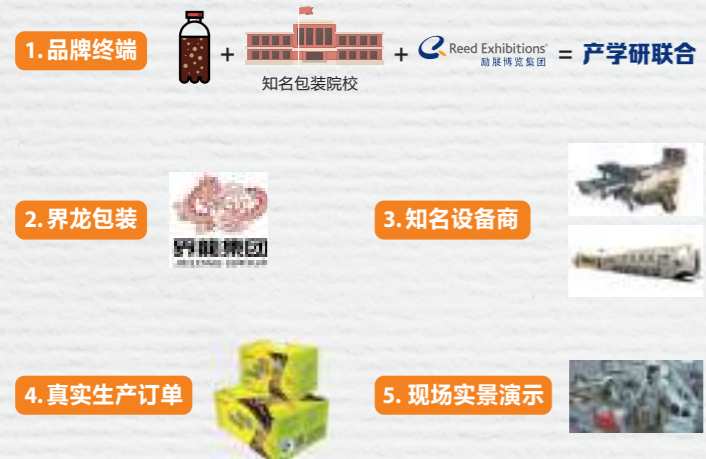 1.品牌终端
+
+
Reed Exhibitions®
励展博览集团
= 产学研联合
知名包装院校
2.界龙包装
界龍集团
3.知名设备商
4.真实生产订单
5. 现场实景演示